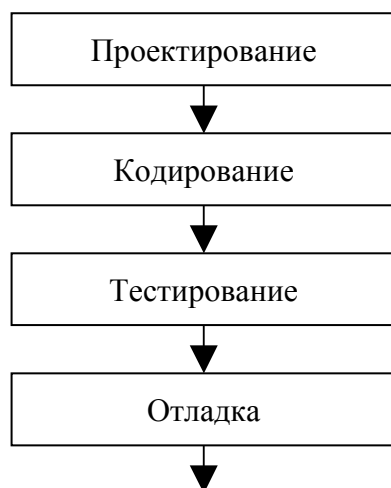 Проектирование
Кодирование
Тестирование
Отладка